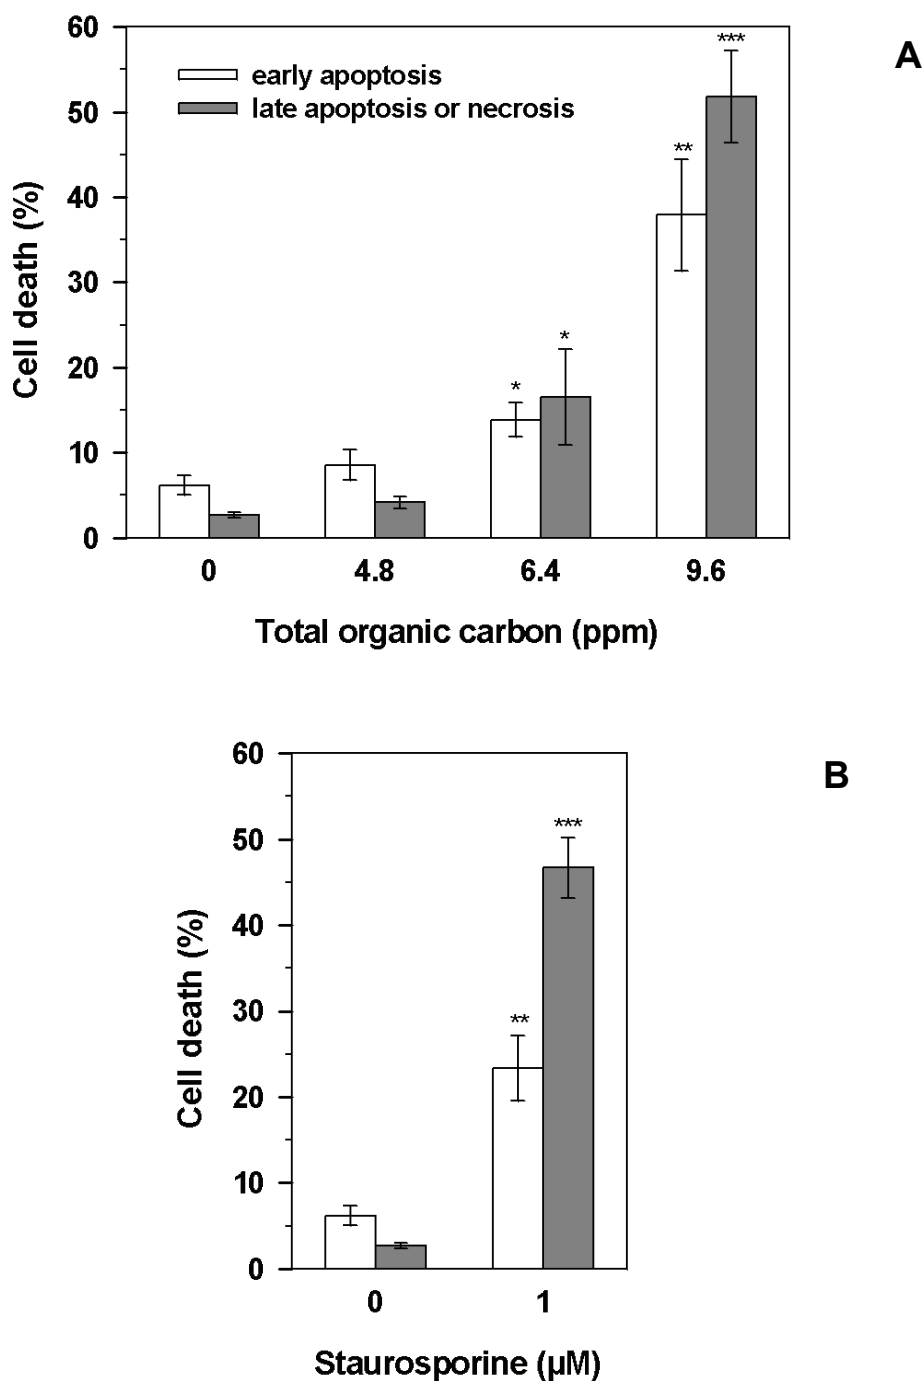 A
60
50
40
30
20
10
0
Cell death (%)
early apoptosis
late apoptosis or necrosis
*
*
**
***
0 4.8 6.4 9.6
Total organic carbon (ppm)
B
60
50
40
30
20
10
0
Cell death (%)
**
***
0 1
Staurosporine (µM)